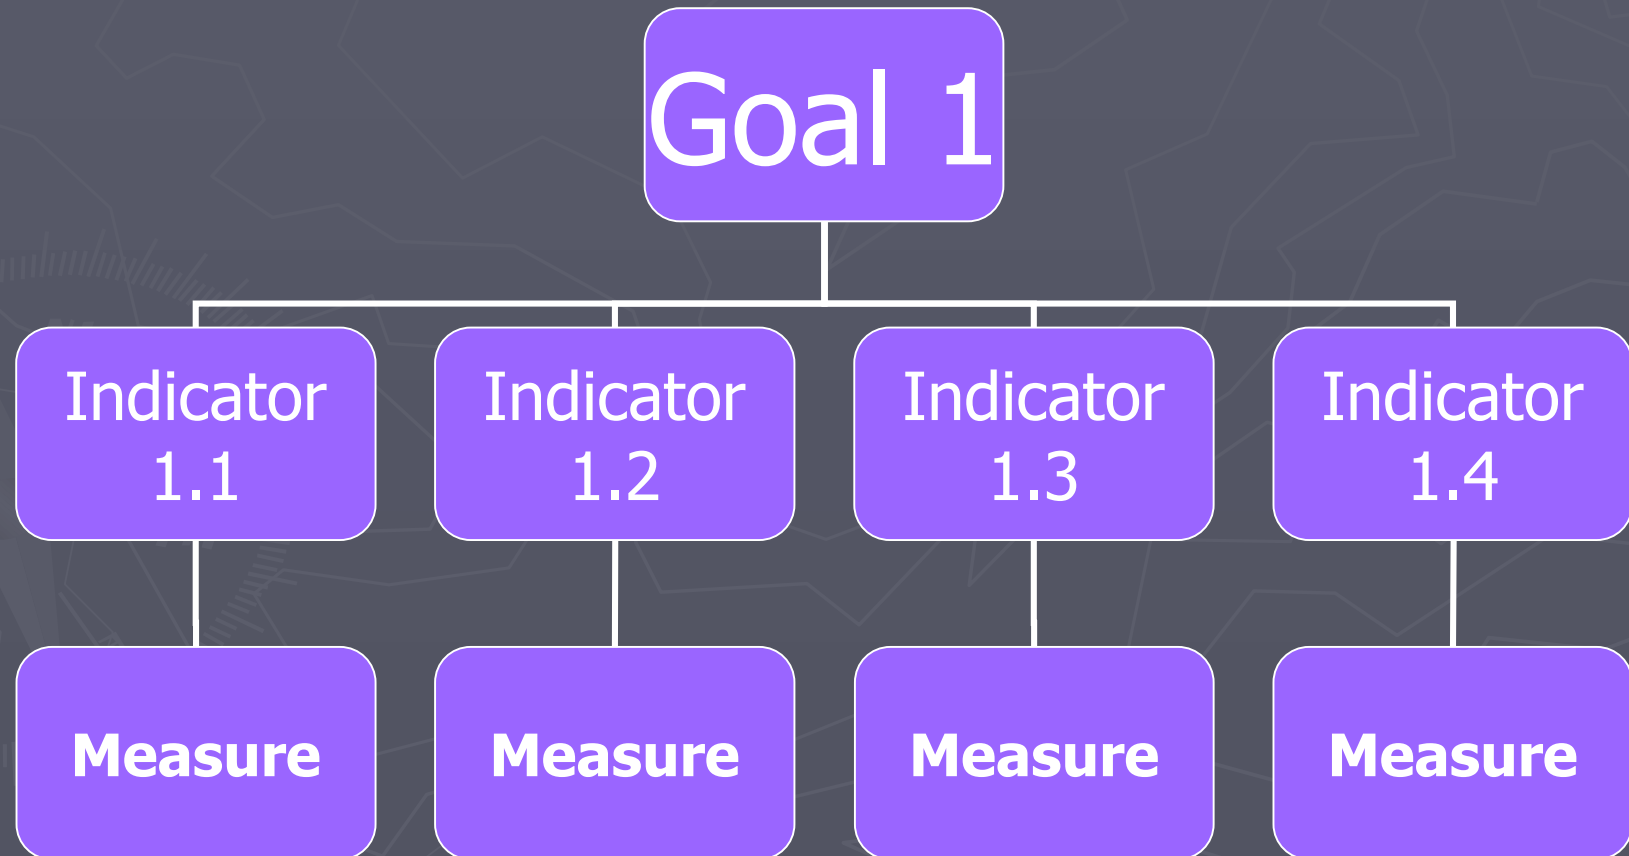 Goal 1
Indicator
1.1
Indicator
1.2
Indicator
1.3
Indicator
1.4
Measure
Measure
Measure
Measure